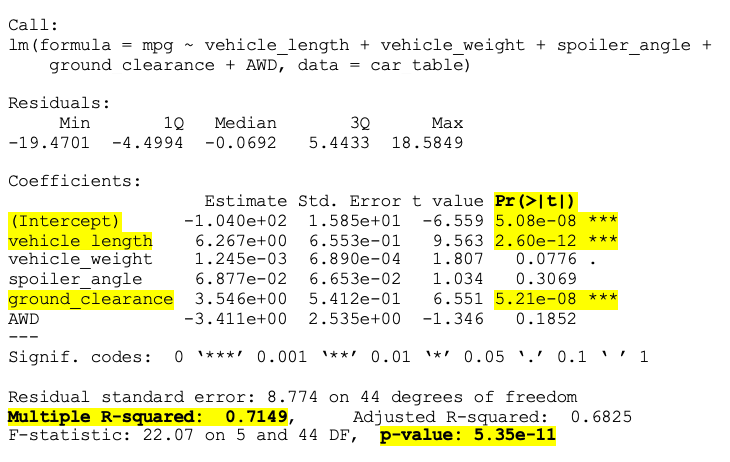 Call:
lm(formula = mpg ~ vehicle_length + vehicle_weight + spoiler_angle +
    ground clearance + AWD, data = car table)
Residuals:
     Min       1Q   Median       3Q      Max
-19.4701  -4.4994  -0.0692   5.4433  18.5849
Coefficients:
                   Estimate Std. Error t value Pr(>|t|)
(Intercept)      -1.040e+02  1.585e+01  -6.559 5.08e-08 ***
vehicle length    6.267e+00  6.553e-01   9.563 2.60e-12 ***
vehicle_weight    1.245e-03  6.890e-04   1.807   0.0776 .
spoiler_angle     6.877e-02  6.653e-02   1.034   0.3069
ground_clearance  3.546e+00  5.412e-01   6.551 5.21e-08 ***
AWD              -3.411e+00  2.535e+00  -1.346   0.1852
---
Signif. codes:  0 ‘***’ 0.001 ‘**’ 0.01 ‘*’ 0.05 ‘.’ 0.1 ‘ ’ 1
Residual standard error: 8.774 on 44 degrees of freedom
Multiple R-squared:  0.7149,	Adjusted R-squared:  0.6825
F-statistic: 22.07 on 5 and 44 DF,  p-value: 5.35e-11